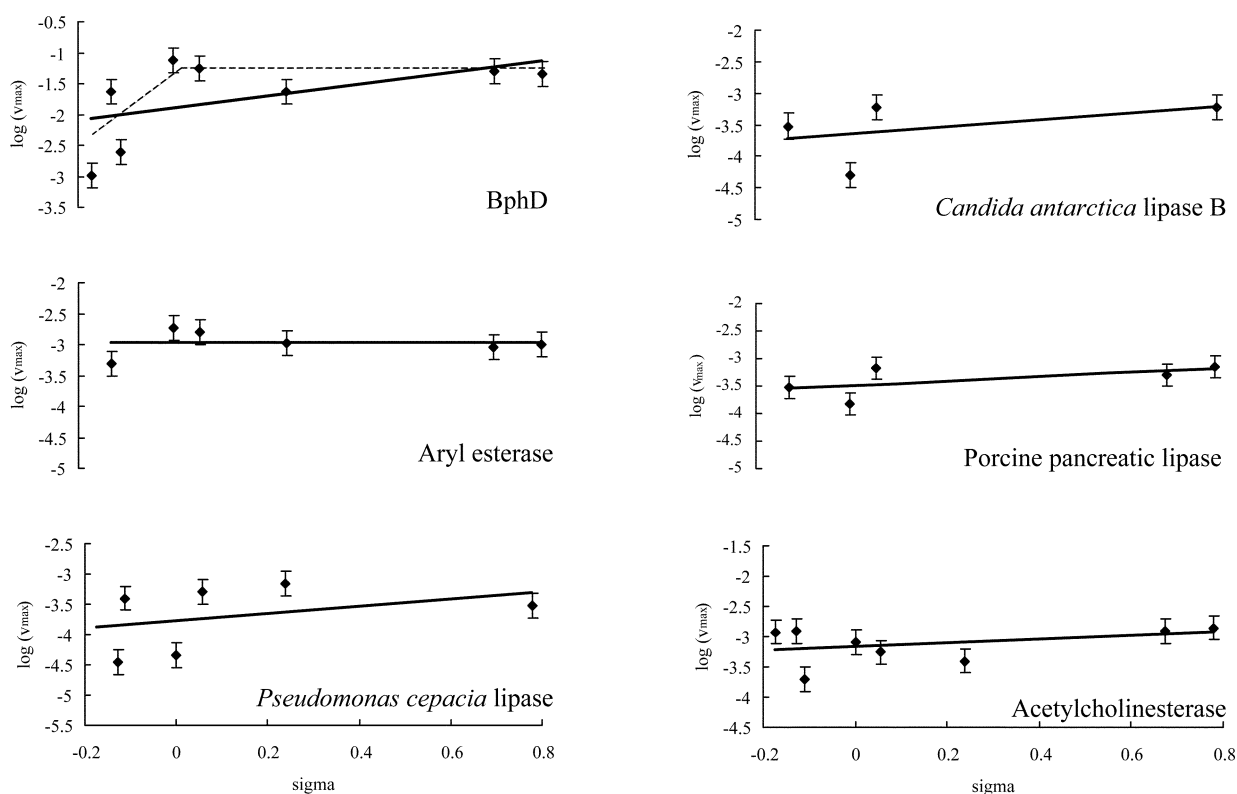 -0.5
-1
-1.5
-2
-2.5
-3
-3.5
log (vmax)
BphD
-2
-3
-3.5
-4
-4.5
-5
log (vmax)
Candida antarctica lipase B
-2
-2.5
-3
-3.5
-4
-4.5
-5
log (vmax)
Aryl esterase
-2
-2.5
-3
-3.5
-4
-4.5
-5
log (vmax)
Porcine pancreatic lipase
-2.5
-3
-3.5
-4
-4.5
-5
-5.5
log (vmax)
Pseudomonas cepacia lipase
-0.2 0 0.2 0.4 0.6 0.8
sigma
-1.5
-2
-2.5
-3
-3.5
-4
-4.5
log (vmax)
Acetylcholinesterase
-0.2 0 0.2 0.4 0.6 0.8
sigma